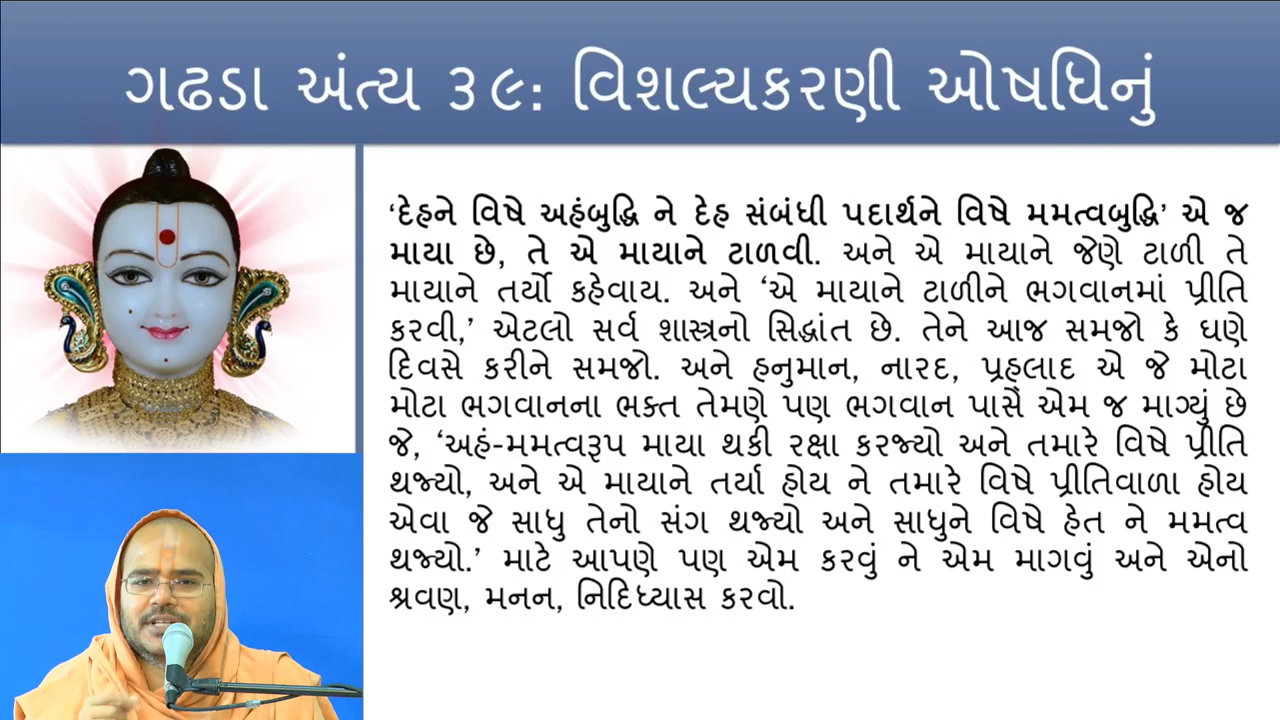 ગઢડા અંત્ય ૩૯: વિશલ્યકરણી ઓષધિનું
‘દેહને વિષે અહંબુદ્ધિ ને દેહ સંબંધી પદાર્થને વિષે મમત્વબુદ્ધિ’ એ જ
માયા છે, તે એ માયાને ટાળવી. અને એ માયાને જેણે ટાળી તે
માયાને તર્યો કહેવાય. અને ‘એ માયાને ટાળીને ભગવાનમાં પ્રીતિ
કરવી,’ એટલો સર્વ શાસ્ત્રનો સિદ્ધાંત છે. તેને આજ સમજો કે ઘણે
દિવસે કરીને સમજો. અને હનુમાન, નારદ, પ્રહ્લાદ એ જે મોટા
મોટા ભગવાનના ભક્ત તેમણે પણ ભગવાન પાસે એમ જ માગ્યું છે
જે, ‘અહં-મમત્વરૂપ માયા થકી રક્ષા કરજ્યો અને તમારે વિષે પ્રીતિ
થજ્યો, અને એ માયાને તર્યા હોય ને તમારે વિષે પ્રીતિવાળા હોય
એવા જે સાધુ તેનો સંગ થજ્યો અને સાધુને વિષે હેત ને મમત્વ
થજ્યો.’ માટે આપણે પણ એમ કરવું ને એમ માગવું અને એનો
શ્રવણ, મનન, નિદિધ્યાસ કરવો.